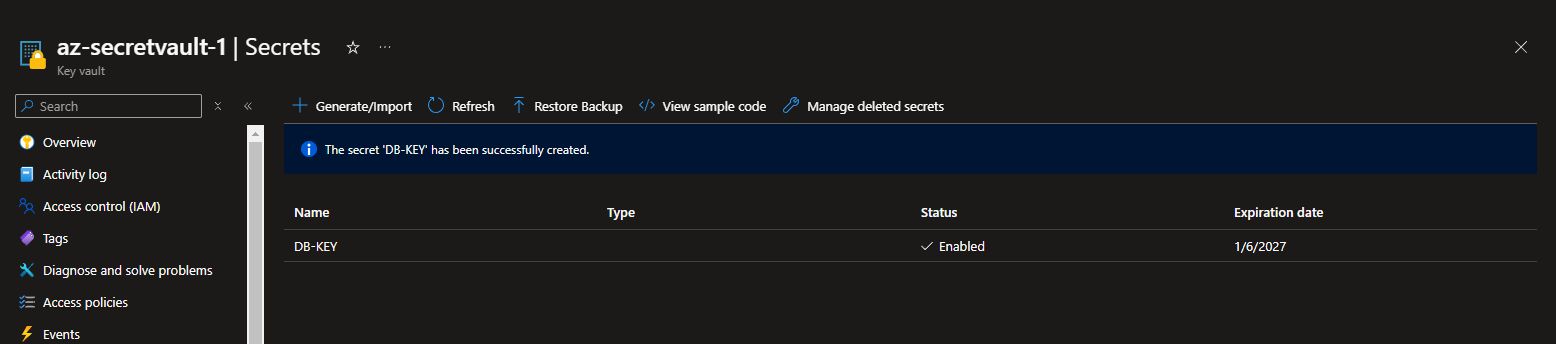 az-secretvault-1 | Secrets
Key vault
Search
Overview
Activity log
Access control (IAM)
Tags
Diagnose and solve problems
Access policies
Events
Generate/Import Refresh Restore Backup View sample code Manage deleted secrets
The secret 'DB-KEY' has been successfully created.
Name Type Status Expiration date
DB-KEY Enabled 1/6/2027